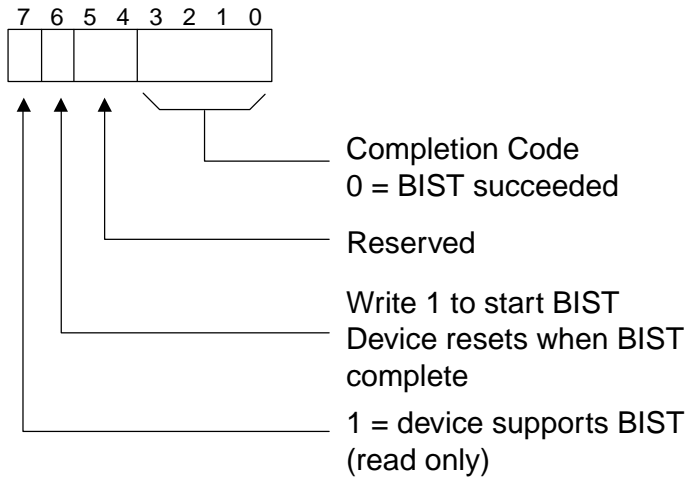 7 6 5 4 3 2 1 0
Completion Code
0 = BIST succeeded
Reserved
Write 1 to start BIST
Device resets when BIST
complete
1 = device supports BIST
(read only)